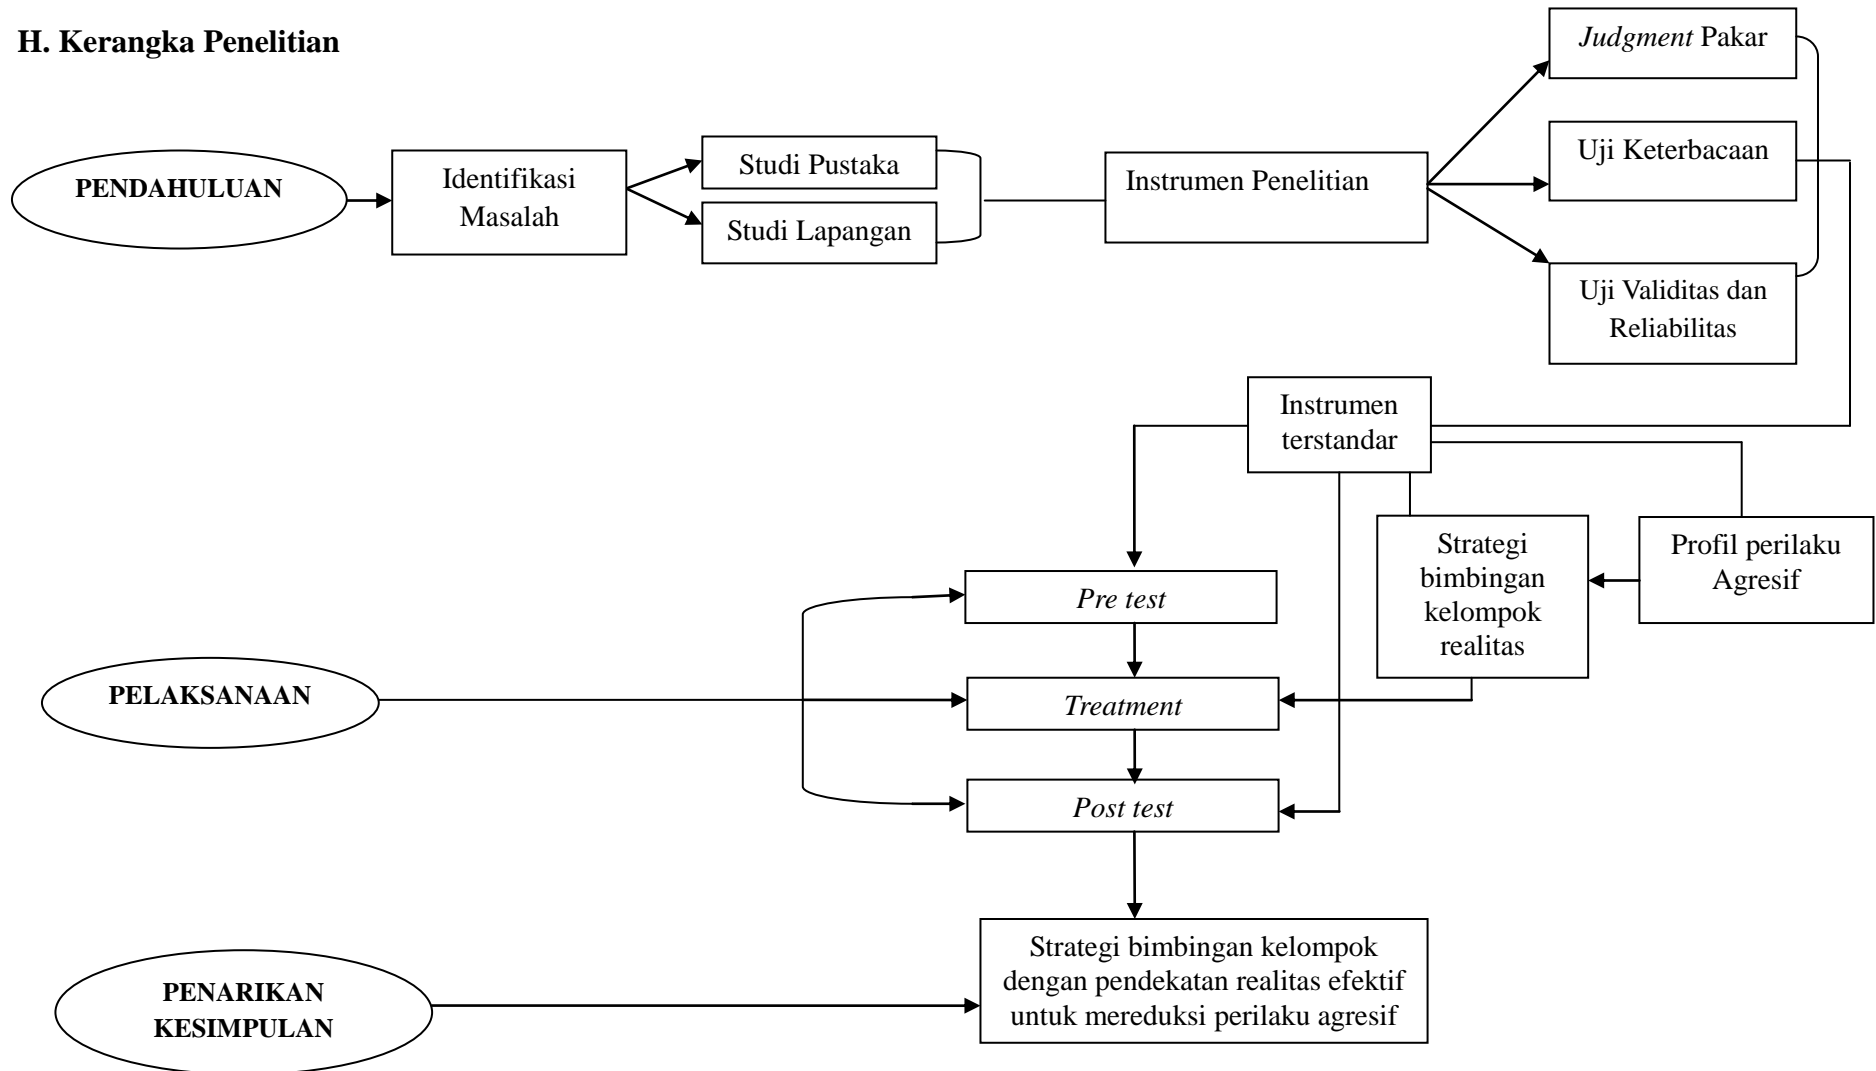 H. Kerangka Penelitian
Judgment Pakar
PENDAHULUAN
Identifikasi
Masalah
Studi Pustaka
Studi Lapangan
Instrumen Penelitian
Uji Keterbacaan
Uji Validitas dan
Reliabilitas
Instrumen
terstandar
Strategi
bimbingan
kelompok
realitas
Profil perilaku
Agresif
Pre test
PELAKSANAAN
Treatment
Post test
PENARIKAN
KESIMPULAN
Strategi bimbingan kelompok
dengan pendekatan realitas efektif
untuk mereduksi perilaku agresif